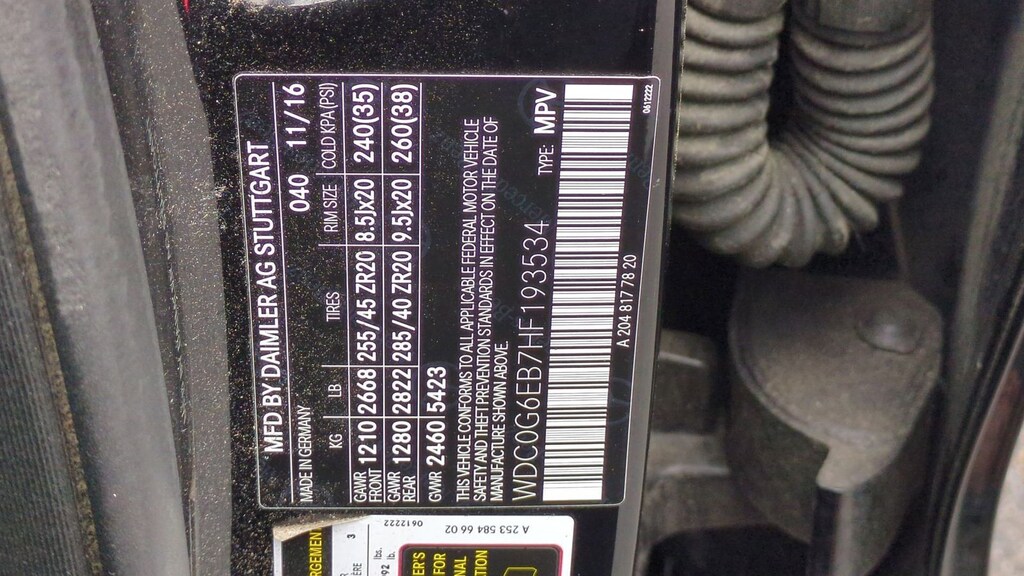 MFD BY DAIMLER AG STUTTGART
MADE IN GERMANY 040 11/16
KG LB TIRES RIM SIZE COLD KPA(PSI)
GAWR FRONT 1210 2668 255/45 ZR20 8.5Jx20 240(35)
GAWR REAR 1280 2822 285/40 ZR20 9.5Jx20 260(38)
GVWR 2460 5423
THIS VEHICLE CONFORMS TO ALL APPLICABLE FEDERAL MOTOR VEHICLE
SAFETY AND THEFT PREVENTION STANDARDS IN EFFECT ON THE DATE OF
MANUFACTURE SHOWN ABOVE.
WDC0G6EB7HF193534 TYPE: MPV
A 204 817 78 20
0612222
A 253 584 66 02
0612222
3
lbs.
lb.
FOR